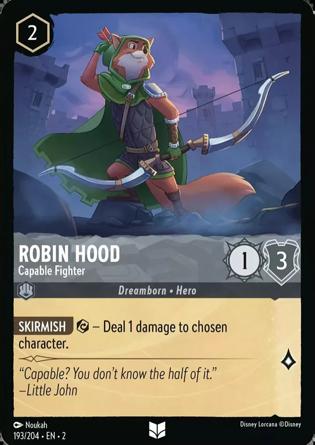 2
ROBIN HOOD
Capable Fighter
1
3
Dreamborn • Hero
SKIRMISH — Deal 1 damage to chosen
character.
“Capable? You don’t know the half of it.”
–Little John
Noukah
193/204 • EN • 2
Disney Lorcana ©Disney